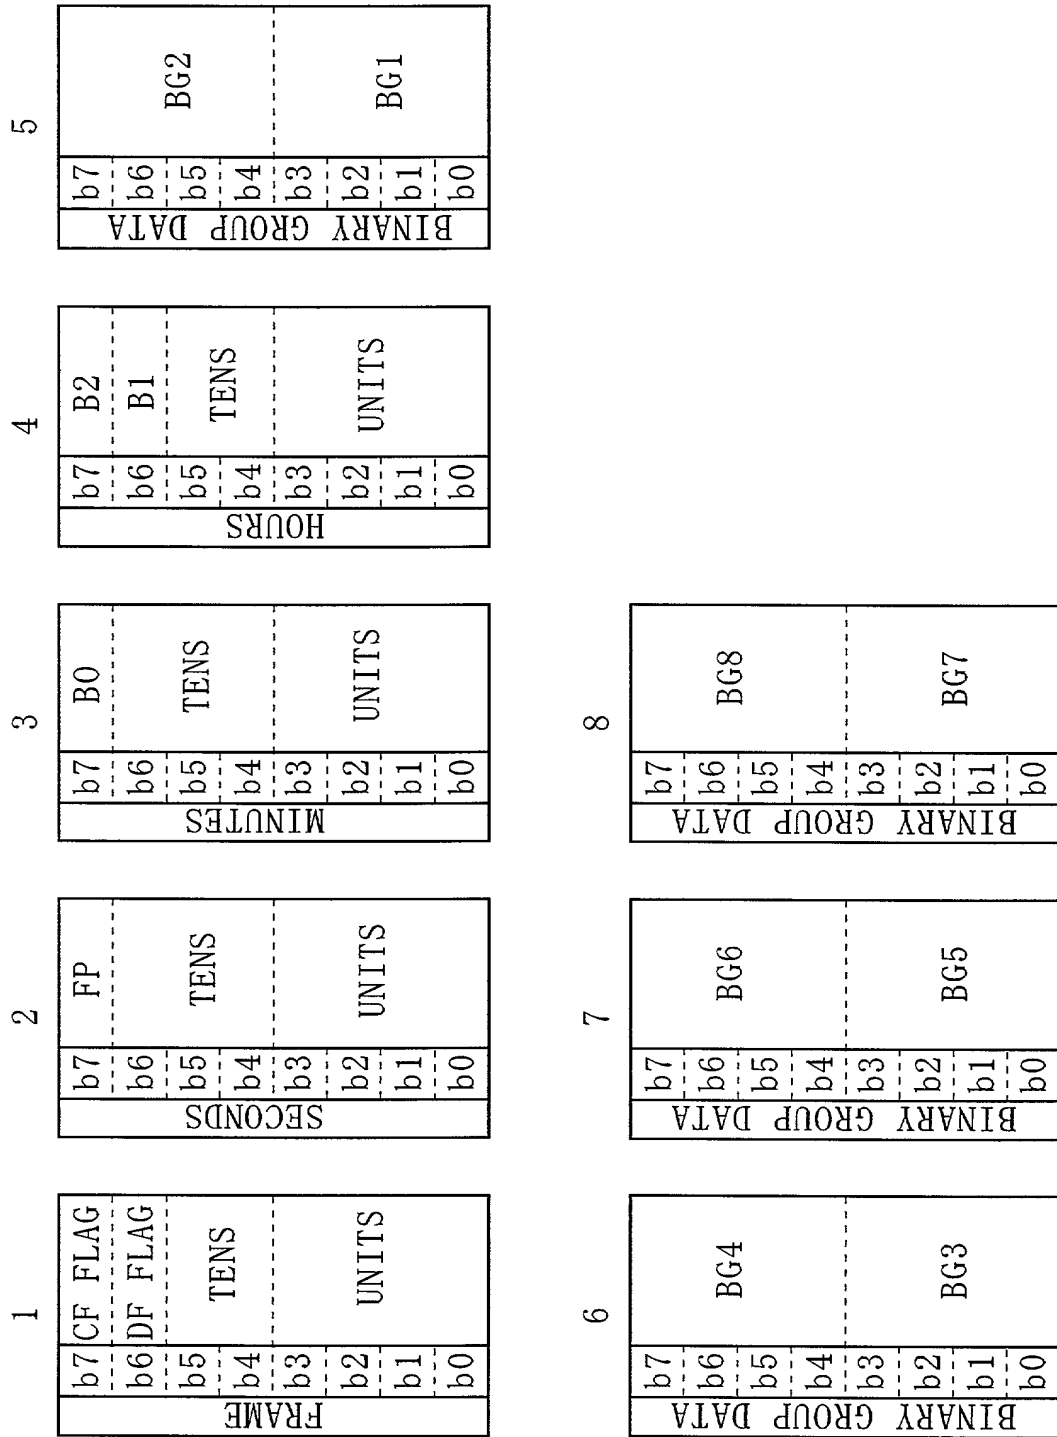 1
FRAME
b7 CF FLAG
b6 DF FLAG
b5
b4
TENS
b3
b2
b1
b0
UNITS
2
SECONDS
b7 FP
b6
b5
b4
TENS
b3
b2
b1
b0
UNITS
3
MINUTES
b7 B0
b6
b5
b4
TENS
b3
b2
b1
b0
UNITS
4
HOURS
b7 B2
b6 B1
b5
b4
TENS
b3
b2
b1
b0
UNITS
5
BINARY GROUP DATA
b7
b6
b5
b4
BG2
b3
b2
b1
b0
BG1
6
BINARY GROUP DATA
b7
b6
b5
b4
BG4
b3
b2
b1
b0
BG3
7
BINARY GROUP DATA
b7
b6
b5
b4
BG6
b3
b2
b1
b0
BG5
8
BINARY GROUP DATA
b7
b6
b5
b4
BG8
b3
b2
b1
b0
BG7